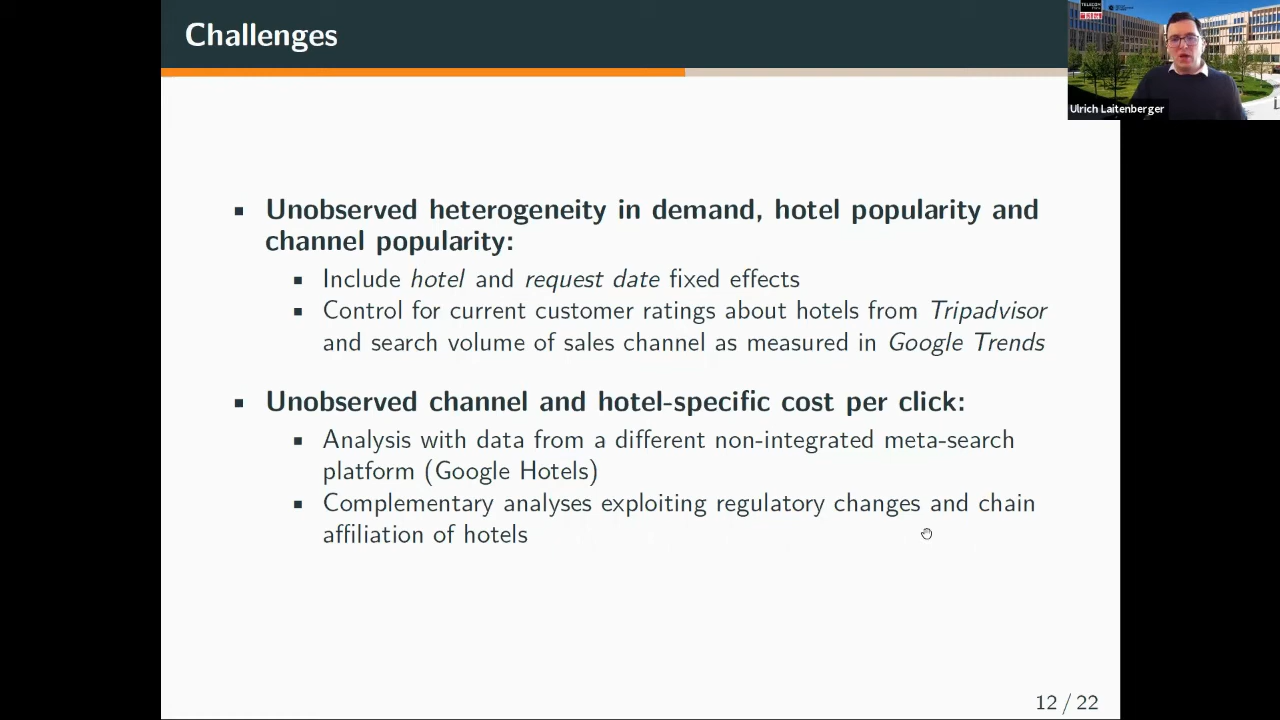 Challenges
TELECOM
Ulrich Laitenberger
▪ Unobserved heterogeneity in demand, hotel popularity and
channel popularity:
▪ Include hotel and request date fixed effects
▪ Control for current customer ratings about hotels from Tripadvisor
and search volume of sales channel as measured in Google Trends
▪ Unobserved channel and hotel-specific cost per click:
▪ Analysis with data from a different non-integrated meta-search
platform (Google Hotels)
▪ Complementary analyses exploiting regulatory changes and chain
affiliation of hotels
12 / 22